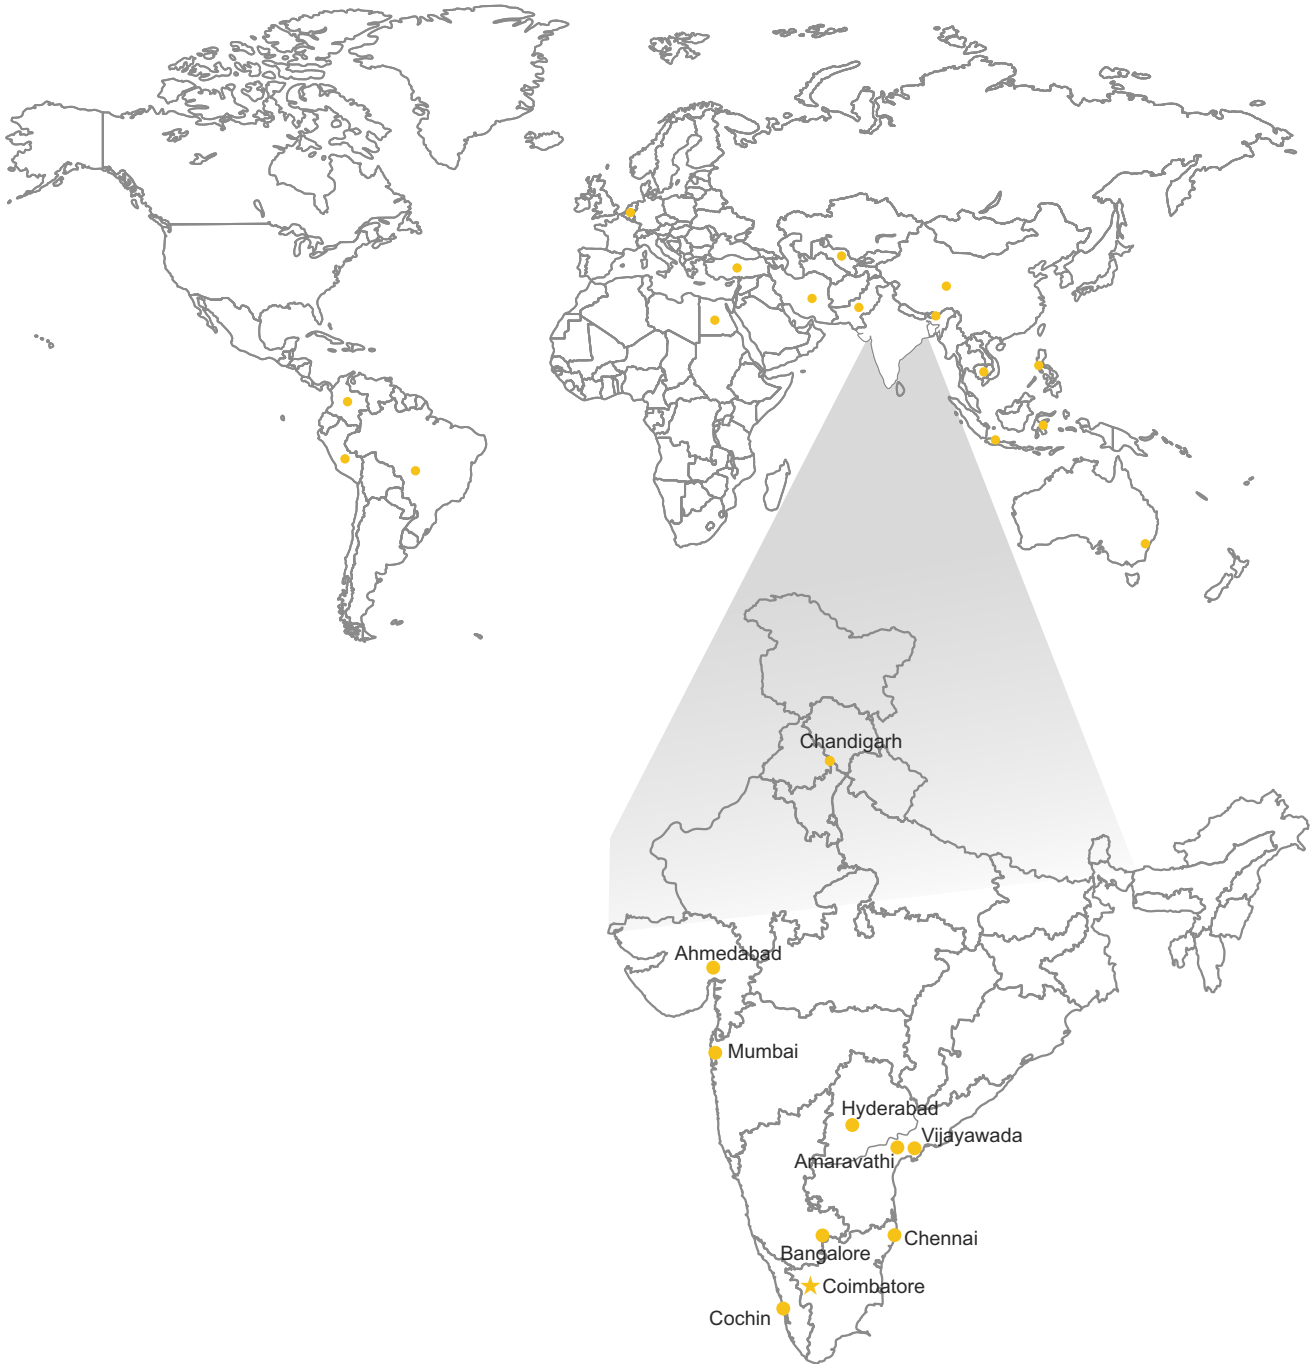 Chandigarh
Ahmedabad
Mumbai
Hyderabad
Vijayawada
Amaravathi
Chennai
Bangalore
Coimbatore
Cochin